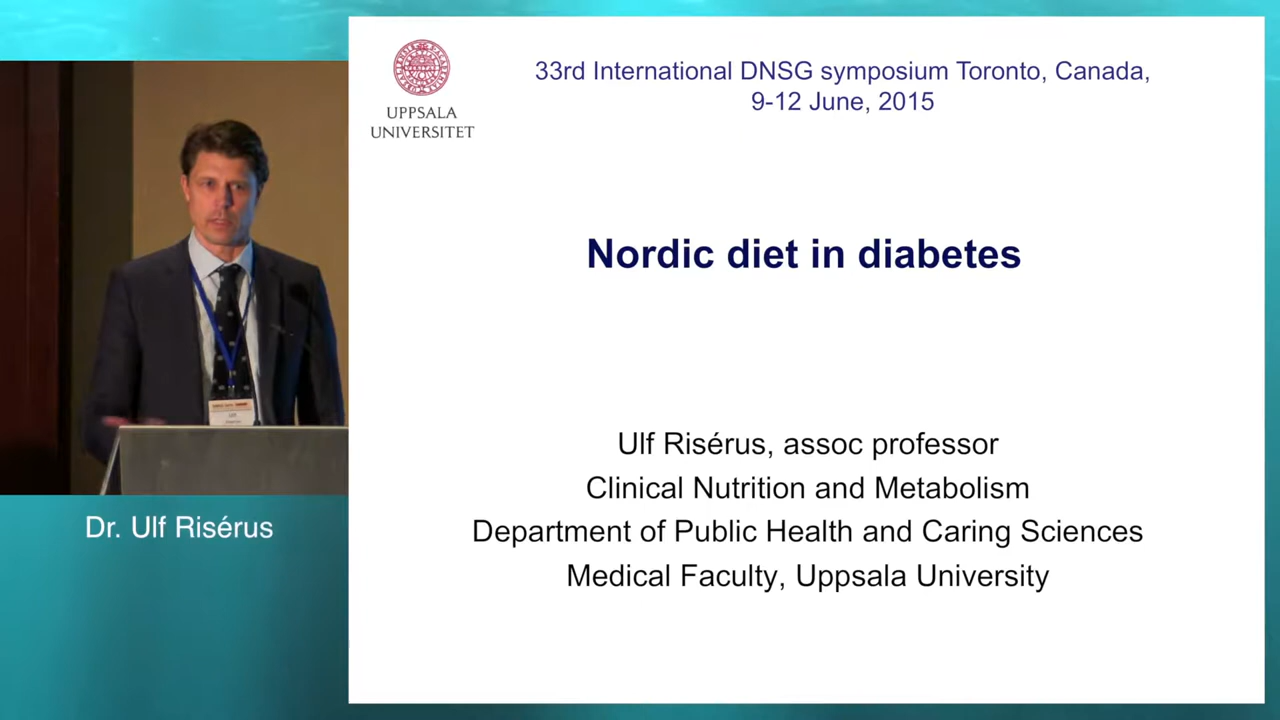 UPPSALA
UNIVERSITET
33rd International DNSG symposium Toronto, Canada,
9-12 June, 2015
Nordic diet in diabetes
Ulf Risérus, assoc professor
Clinical Nutrition and Metabolism
Department of Public Health and Caring Sciences
Medical Faculty, Uppsala University
Dr. Ulf Risérus